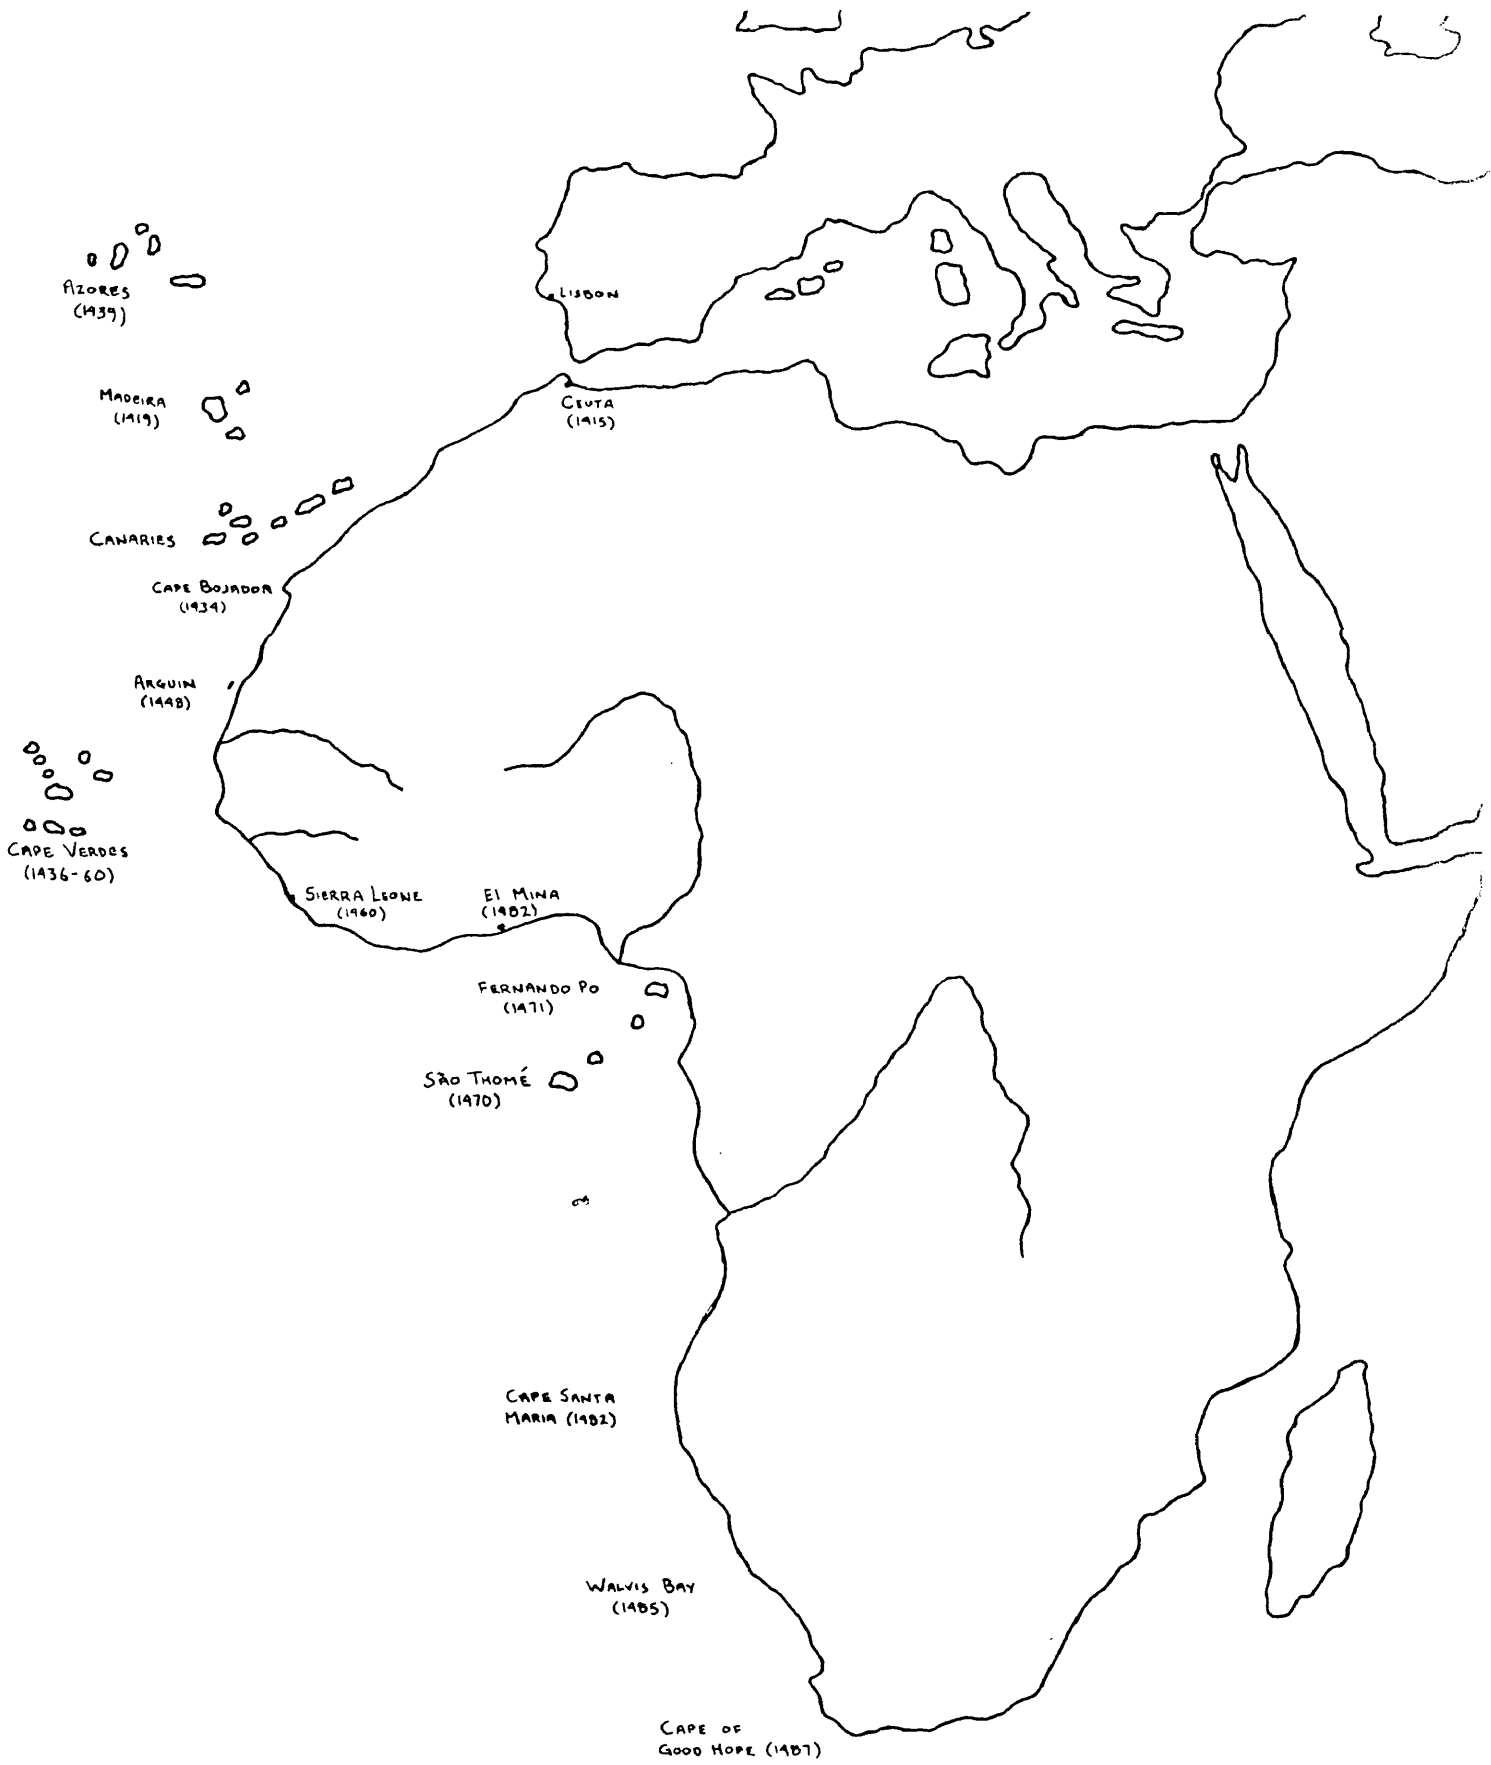 Lisbon
Azores
(1439)
Madeira
(1419)
Ceuta
(1415)
Canaries
Cape Bojador
(1434)
Arguin
(1448)
Cape Verdes
(1436-60)
Sierra Leone
(1460)
El Mina
(1482)
Fernando Po
(1471)
São Thomé
(1470)
Cape Santa
Maria (1482)
Walvis Bay
(1485)
Cape of
Good Hope (1487)